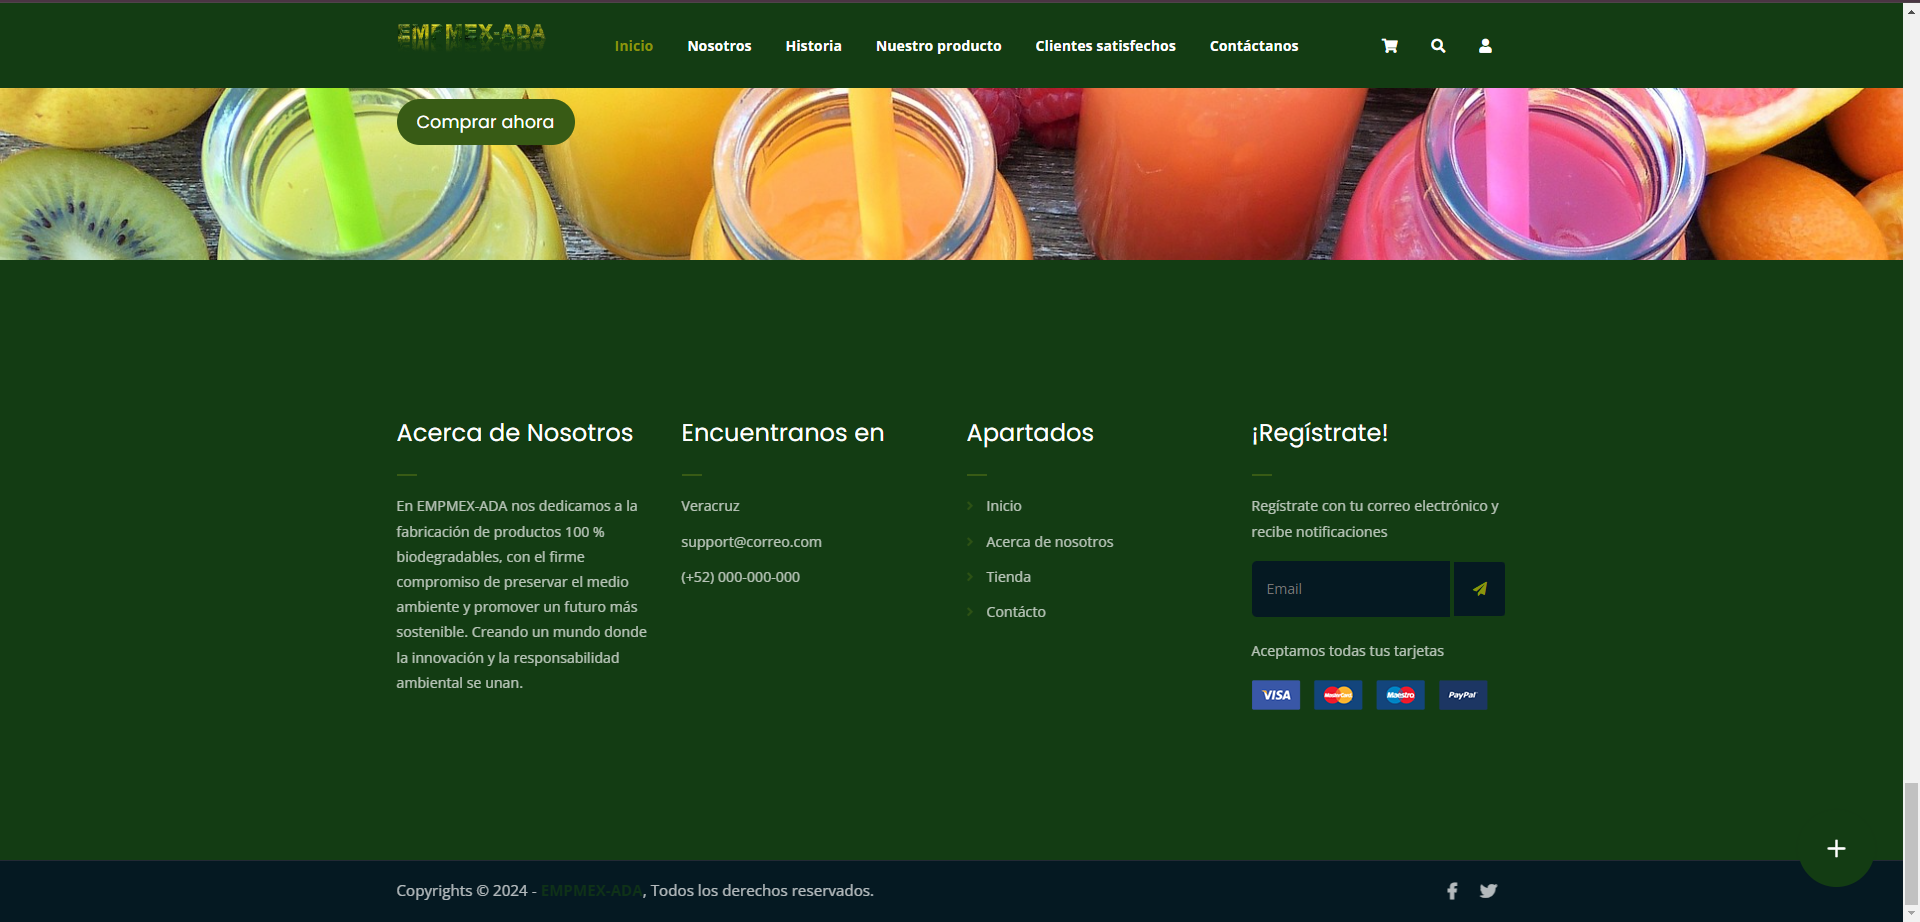 EMPMEX-ADA
Inicio
Nosotros
Historia
Nuestro producto
Clientes satisfechos
Contáctanos
Comprar ahora
Acerca de Nosotros
En EMPMEX-ADA nos dedicamos a la
fabricación de productos 100 %
biodegradables, con el firme
compromiso de preservar el medio
ambiente y promover un futuro más
sostenible. Creando un mundo donde
la innovación y la responsabilidad
ambiental se unan.
Encuentranos en
Veracruz
support@correo.com
(+52) 000-000-000
Apartados
Inicio
Acerca de nosotros
Tienda
Contácto
¡Regístrate!
Regístrate con tu correo electrónico y
recibe notificaciones
Email
Aceptamos todas tus tarjetas
VISA
MasterCard
Maestro
PayPal
Copyrights © 2024 - EMPMEX-ADA, Todos los derechos reservados.